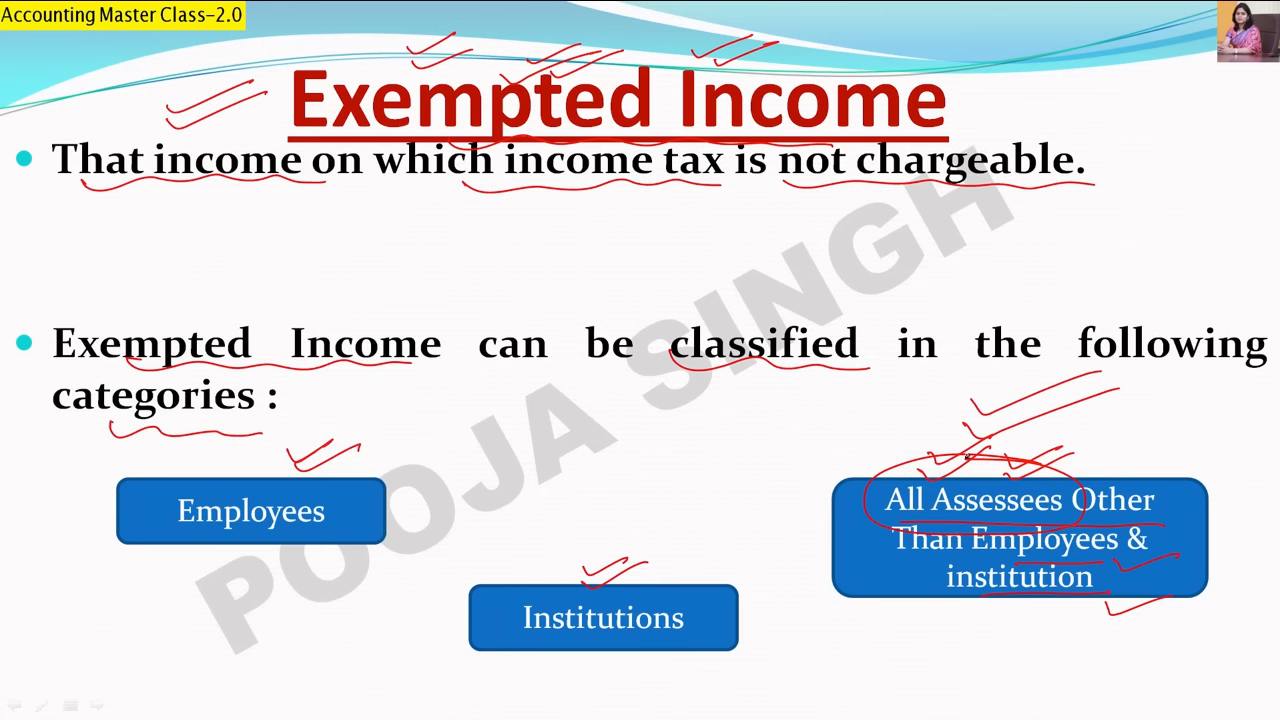 Accounting Master Class-2.0
Exempted Income
That income on which income tax is not chargeable.
Exempted Income can be classified in the following
categories :
Employees
All Assessees Other
Than Employees &
institution
Institutions
POOJA SINGH